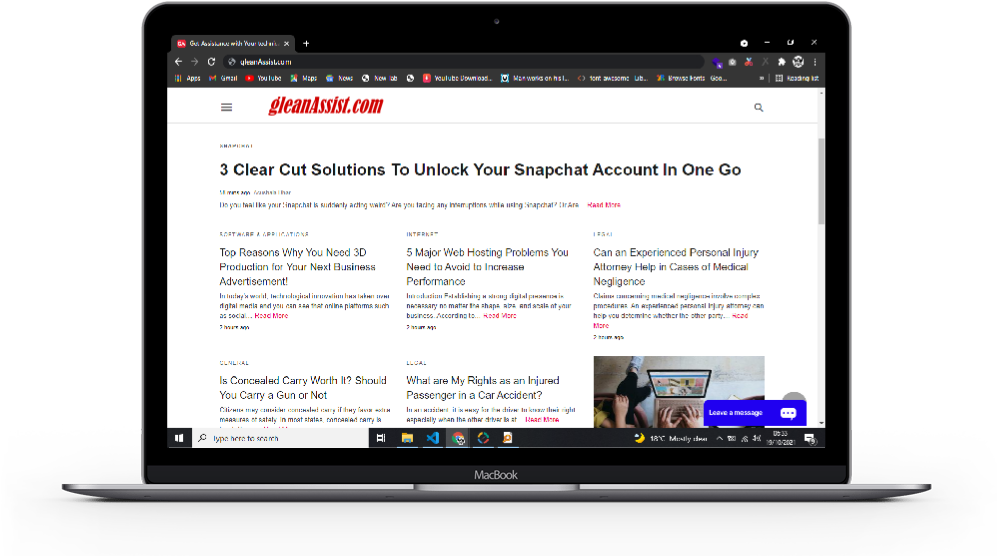 Get Assistance with Your techni
gleanAssist.com
Apps Gmail YouTube Maps News New Tab YouTube Download... Man works on his l... font awesome Lib... Browse Fonts Goo... » Reading list
gleanAssist.com
SNAPCHAT
3 Clear Cut Solutions To Unlock Your Snapchat Account In One Go
58 mins ago
Do you feel like your Snapchat is suddenly acting weird? Are you facing any interruptions while using Snapchat? Or Are... Read More
SOFTWARE & APPLICATIONS
Top Reasons Why You Need 3D
Production for Your Next Business
Advertisement!
In today's world, technological innovation has taken over
digital media and you can see that online platforms such
as social... Read More
2 hours ago
INTERNET
5 Major Web Hosting Problems You
Need to Avoid to Increase
Performance
Introduction Establishing a strong digital presence is
necessary no matter the shape, size, and scale of your
business. According to... Read More
2 hours ago
LEGAL
Can an Experienced Personal Injury
Attorney Help in Cases of Medical
Negligence
Claims concerning medical negligence involve complex
procedures. An experienced personal injury attorney can
help you determine whether the other party... Read
More
2 hours ago
GENERAL
Is Concealed Carry Worth It? Should
You Carry a Gun or Not
Citizens may consider concealed carry if they favor extra
measures of safety. In most states, concealed carry is
LEGAL
What are My Rights as an Injured
Passenger in a Car Accident?
In an accident, it is easy for the driver to know their right
especially when the other driver is at... Read More
Leave a message
Type here to search
18°C Mostly clear
05:33
19/10/2021
MacBook